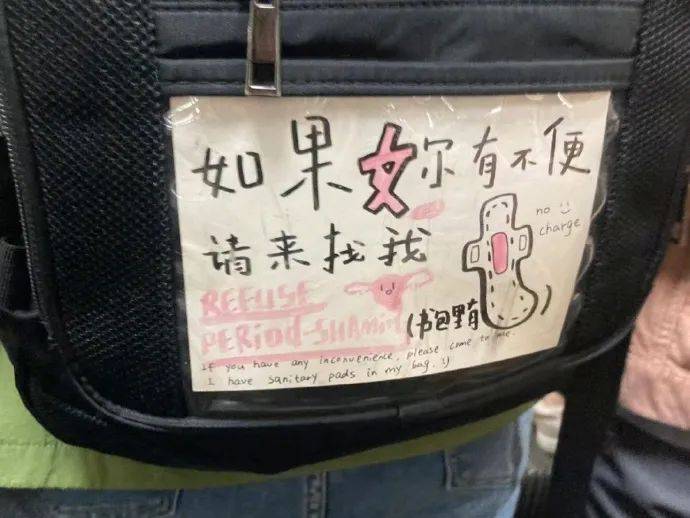 如果妳有不便
请来找我
no
charge
REFUSE
PERiOD-SHAMiN
(书包里有
If you have any inconvenience, please come to me.
I have sanitary pads in my bag. :)